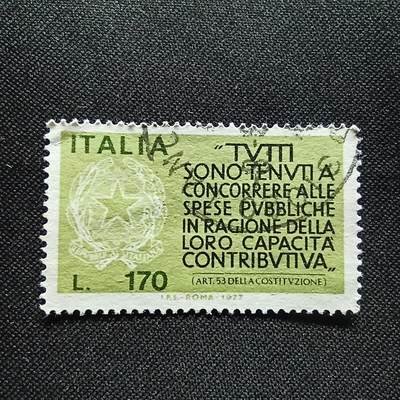 ITALIA
„TVTTI
SONO TENVTI A
CONCORRERE ALLE
SPESE PVBBLICHE
IN RAGIONE DELLA
LORO CAPACITÀ
CONTRIBVTIVA„
(ART. 53 DELLA COSTITVZIONE)
L. 170
I.P.S.-ROMA-1977